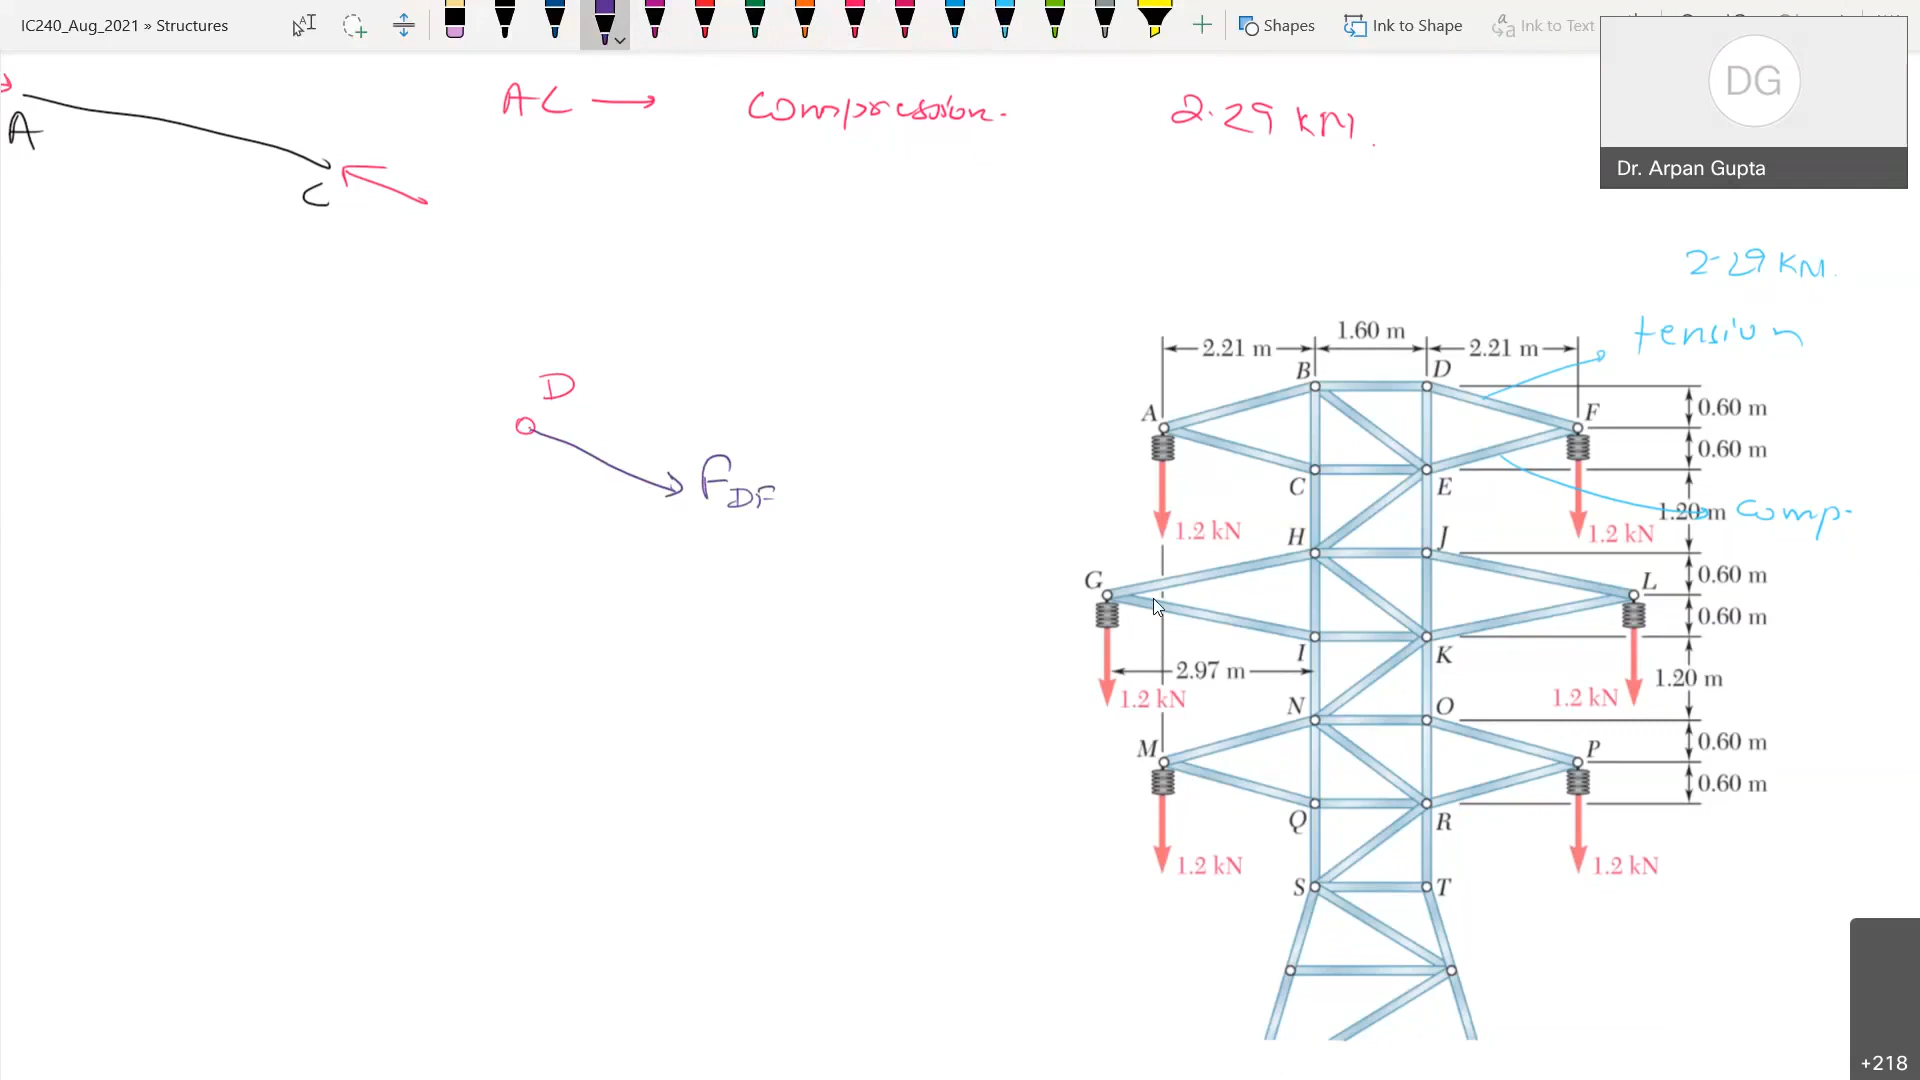 IC240_Aug_2021 » Structures
Shapes
Ink to Shape
Ink to Text
DG
Dr. Arpan Gupta
A
C
AC → Compression.
2.29 KN.
2.29 KN.
tension
comp.
D
F DF
1.60 m
2.21 m
2.21 m
B
D
A
F
0.60 m
0.60 m
C
E
1.20 m
1.2 kN
1.2 kN
H
J
G
L
0.60 m
0.60 m
I
K
2.97 m
1.20 m
1.2 kN
1.2 kN
N
O
M
P
0.60 m
0.60 m
Q
R
1.2 kN
1.2 kN
S
T
+218